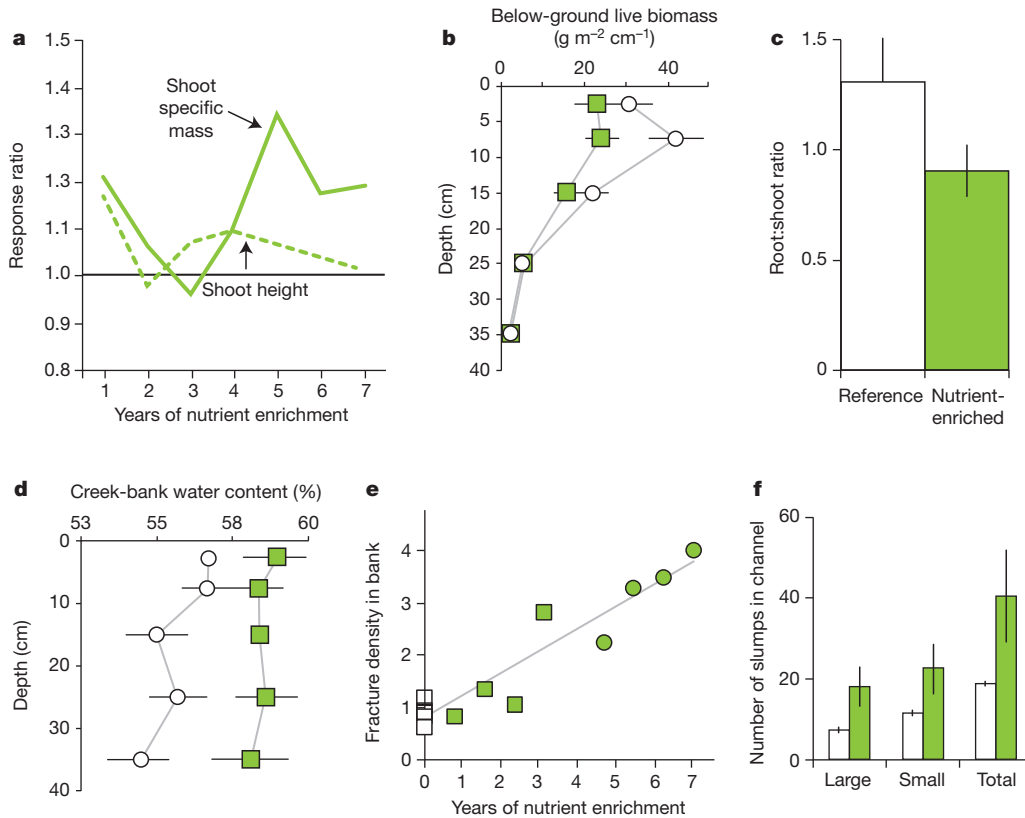 a
1.5
1.4
1.3
1.3
1.1
1.0
0.9
0.8
Response ratio
Shoot
specific
mass
Shoot height
1 2 3 4 5 6 7
Years of nutrient enrichment
b
Below-ground live biomass
(g m–2 cm–1)
0 20 40
0
5
10
15
20
25
30
35
40
Depth (cm)
c
1.5
1.0
0.5
0
Root:shoot ratio
Reference
Nutrient-
enriched
d
Creek-bank water content (%)
53 55 58 60
0
10
20
30
40
Depth (cm)
e
4
3
2
1
0
Fracture density in bank
0 1 2 3 4 5 6 7
Years of nutrient enrichment
f
60
40
20
0
Number of slumps in channel
Large Small Total